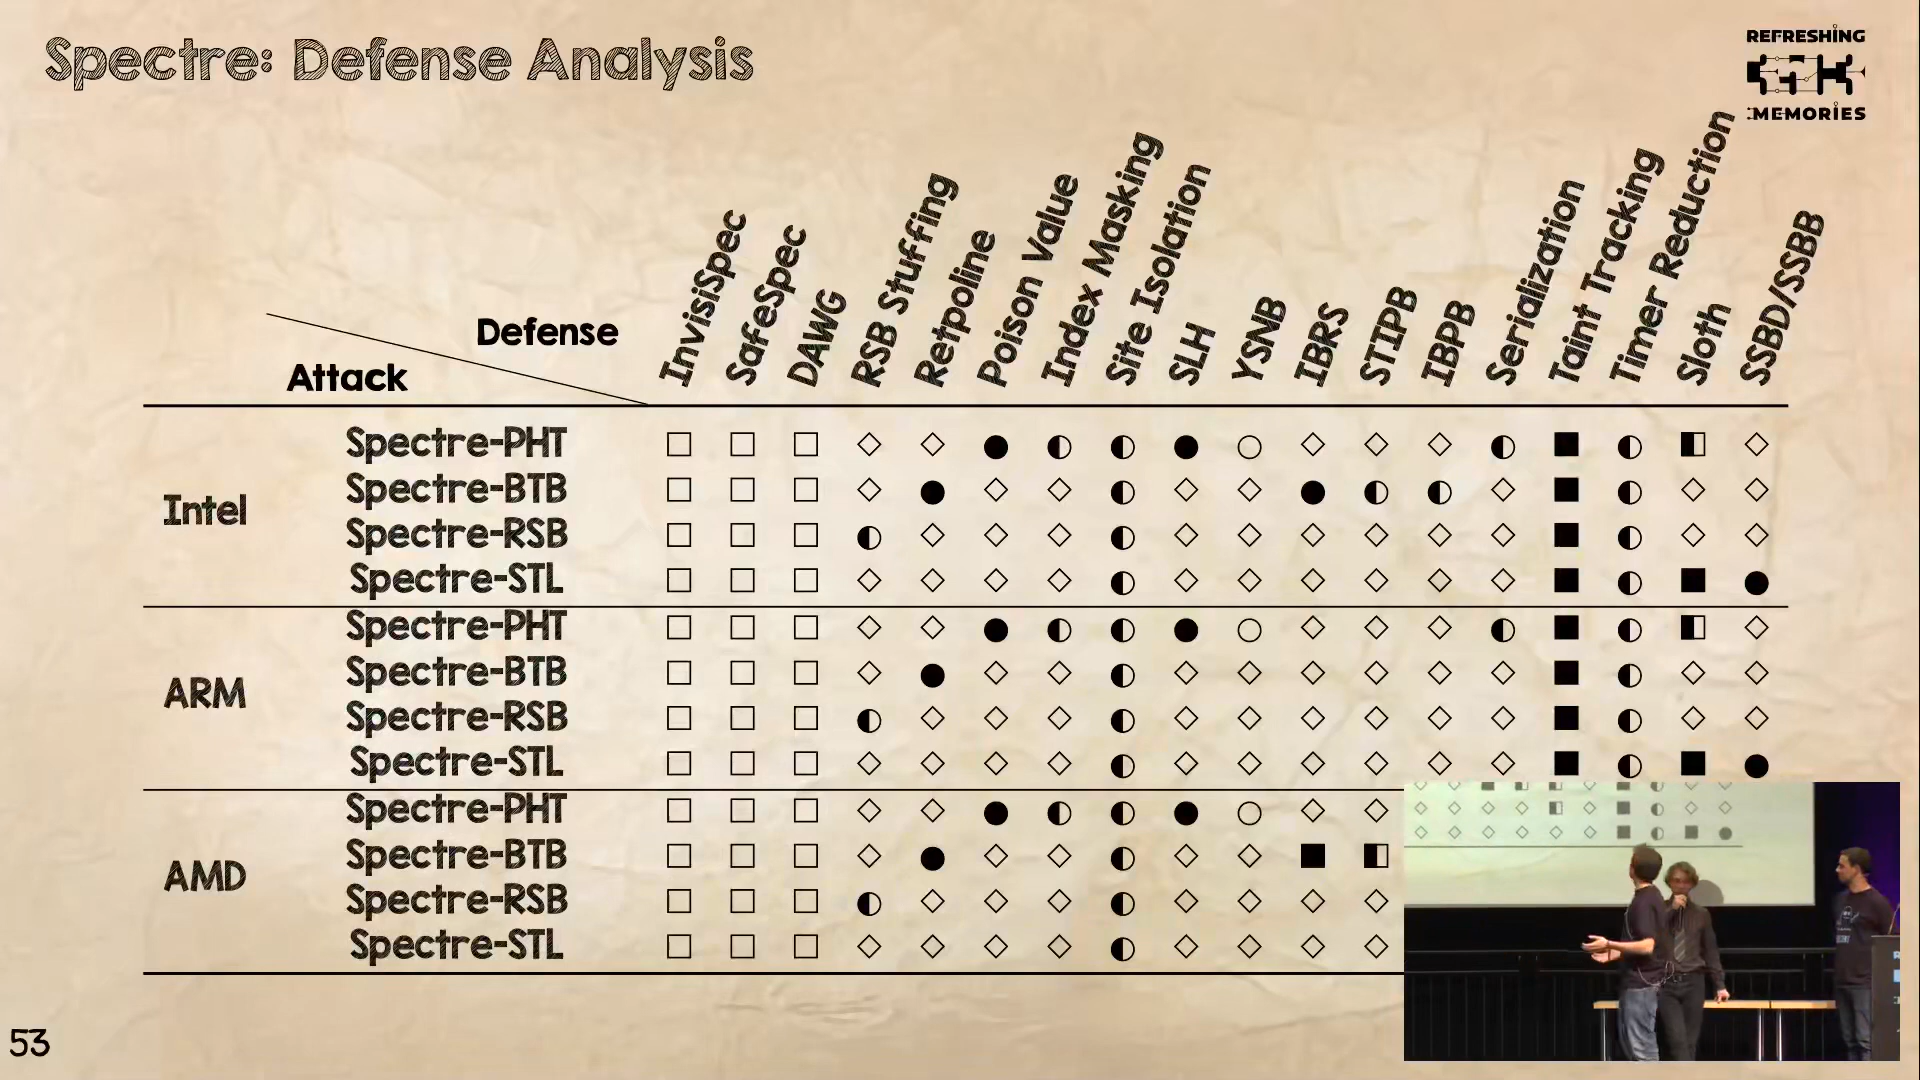 Spectre: Defense Analysis
REFRESHING
35C3
MEMORIES
Defense
Attack
InvisiSpec
SafeSpec
DAWG
RSB Stuffing
Retpoline
Poison Value
Index Masking
Site Isolation
SLH
YSNB
IBRS
STIPB
IBPB
Serialization
Taint Tracking
Timer Reduction
Sloth
SSBD/SSBB
Intel
Spectre-PHT □ □ □ ◇ ◇ ● ◐ ◐ ● ○ ◇ ◇ ◇ ◐ ■ ◐ ◧ ◇
Spectre-BTB □ □ □ ◇ ● ◇ ◇ ◐ ◇ ◇ ● ◐ ◐ ◇ ■ ◐ ◇ ◇
Spectre-RSB □ □ □ ◐ ◇ ◇ ◇ ◐ ◇ ◇ ◇ ◇ ◇ ◇ ■ ◐ ◇ ◇
Spectre-STL □ □ □ ◇ ◇ ◇ ◇ ◐ ◇ ◇ ◇ ◇ ◇ ◇ ■ ◐ ■ ●
ARM
Spectre-PHT □ □ □ ◇ ◇ ● ◐ ◐ ● ○ ◇ ◇ ◇ ◐ ■ ◐ ◧ ◇
Spectre-BTB □ □ □ ◇ ● ◇ ◇ ◐ ◇ ◇ ◇ ◇ ◇ ◇ ■ ◐ ◇ ◇
Spectre-RSB □ □ □ ◐ ◇ ◇ ◇ ◐ ◇ ◇ ◇ ◇ ◇ ◇ ■ ◐ ◇ ◇
Spectre-STL □ □ □ ◇ ◇ ◇ ◇ ◐ ◇ ◇ ◇ ◇ ◇ ◇ ■ ◐ ■ ●
AMD
Spectre-PHT □ □ □ ◇ ◇ ● ◐ ◐ ● ○ ◇ ◇
Spectre-BTB □ □ □ ◇ ● ◇ ◇ ◐ ◇ ◇ ■ ◧
Spectre-RSB □ □ □ ◐ ◇ ◇ ◇ ◐ ◇ ◇ ◇ ◇
Spectre-STL □ □ □ ◇ ◇ ◇ ◇ ◐ ◇ ◇ ◇ ◇
53